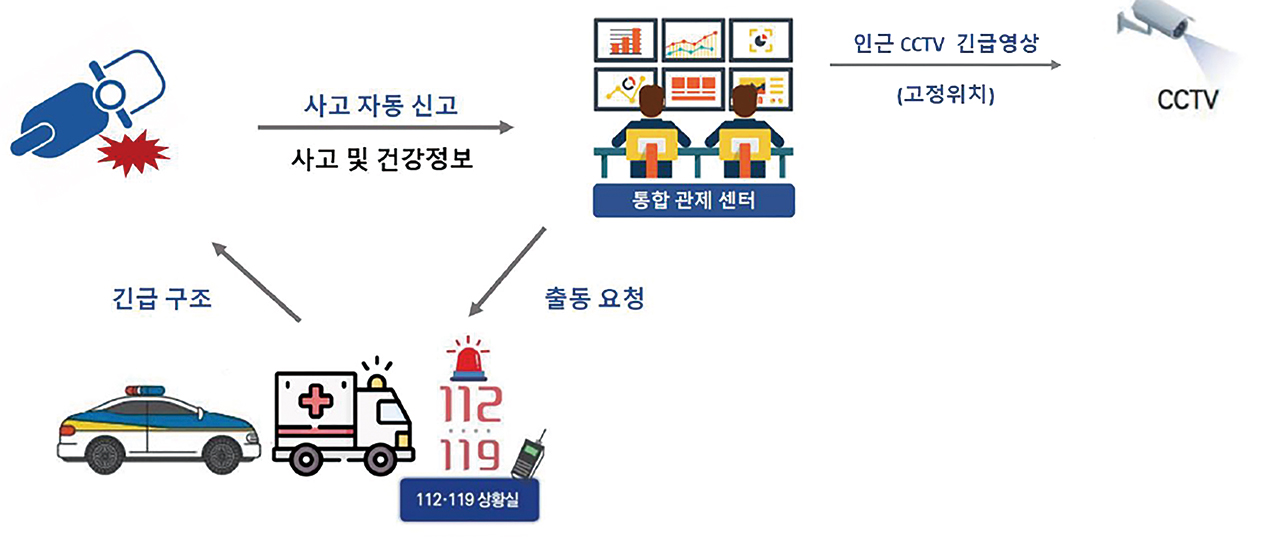 사고 자동 신고
사고 및 건강정보
통합 관제 센터
인근 CCTV 긴급영상
(고정위치)
CCTV
긴급 구조
출동 요청
112
119
112·119 상황실